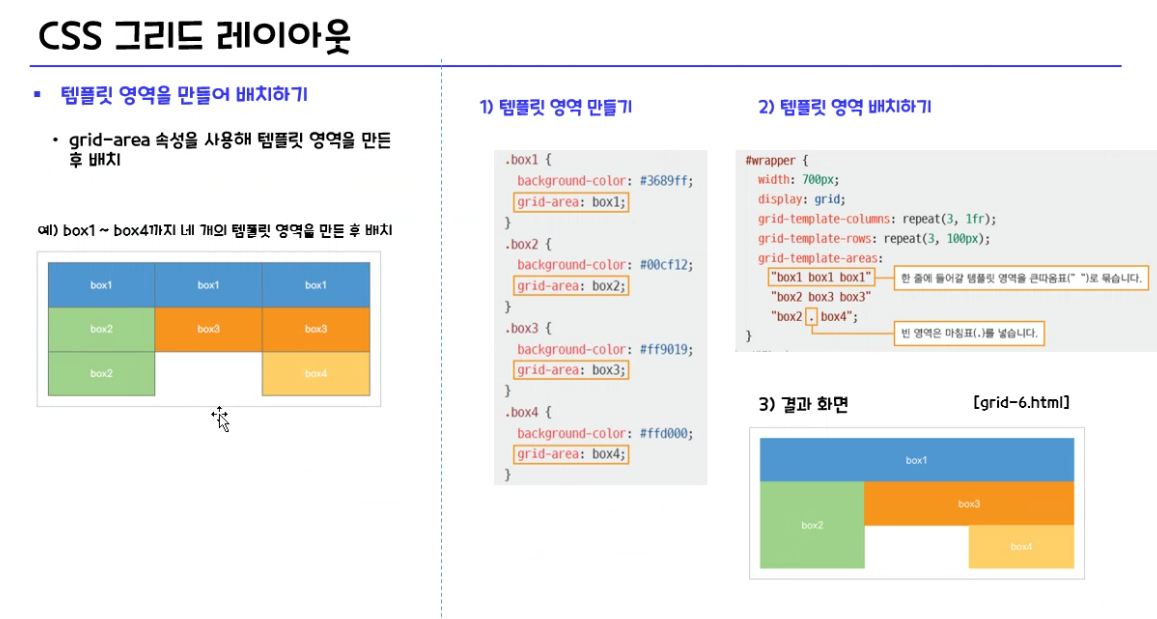 CSS 그리드 레이아웃
▪ 템플릿 영역을 만들어 배치하기
• grid-area 속성을 사용해 템플릿 영역을 만든
후 배치
예) box1 ~ box4까지 네 개의 템플릿 영역을 만든 후 배치
box1 box1 box1
box2 box3 box3
box2 box4
1) 템플릿 영역 만들기
.box1 {
background-color: #3689ff;
grid-area: box1;
}
.box2 {
background-color: #00cf12;
grid-area: box2;
}
.box3 {
background-color: #ff9019;
grid-area: box3;
}
.box4 {
background-color: #ffd000;
grid-area: box4;
}
2) 템플릿 영역 배치하기
#wrapper {
width: 700px;
display: grid;
grid-template-columns: repeat(3, 1fr);
grid-template-rows: repeat(3, 100px);
grid-template-areas:
"box1 box1 box1"
한 줄에 들어갈 템플릿 영역을 큰따옴표(" ")로 묶습니다.
"box2 box3 box3"
"box2 . box4";
빈 영역은 마침표(.)를 넣습니다.
}
3) 결과 화면
[grid-6.html]
box1
box3
box2
box4